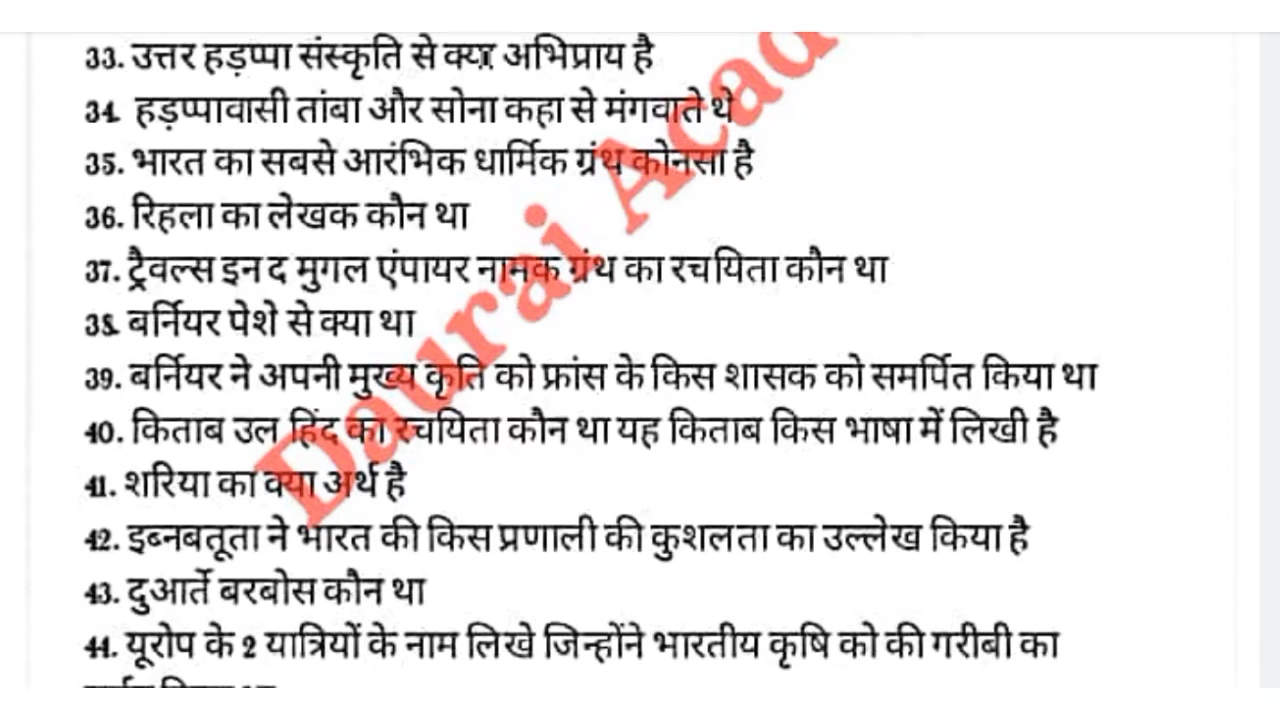 33. उत्तर हड़प्पा संस्कृति से क्या अभिप्राय है
34. हड़प्पावासी तांबा और सोना कहा से मंगवाते थे
35. भारत का सबसे आरंभिक धार्मिक ग्रंथ कोनसा है
36. रिहला का लेखक कौन था
37. ट्रैवल्स इन द मुगल एंपायर नामक ग्रंथ का रचयिता कौन था
38. बर्नियर पेशे से क्या था
39. बर्नियर ने अपनी मुख्य कृति को फ्रांस के किस शासक को समर्पित किया था
40. किताब उल हिंद का रचयिता कौन था यह किताब किस भाषा में लिखी है
41. शरिया का क्या अर्थ है
42. इब्नबतूता ने भारत की किस प्रणाली की कुशलता का उल्लेख किया है
43. दुआर्ते बरबोस कौन था
44. यूरोप के 2 यात्रियों के नाम लिखे जिन्होंने भारतीय कृषि को की गरीबी का
Daurai Acad